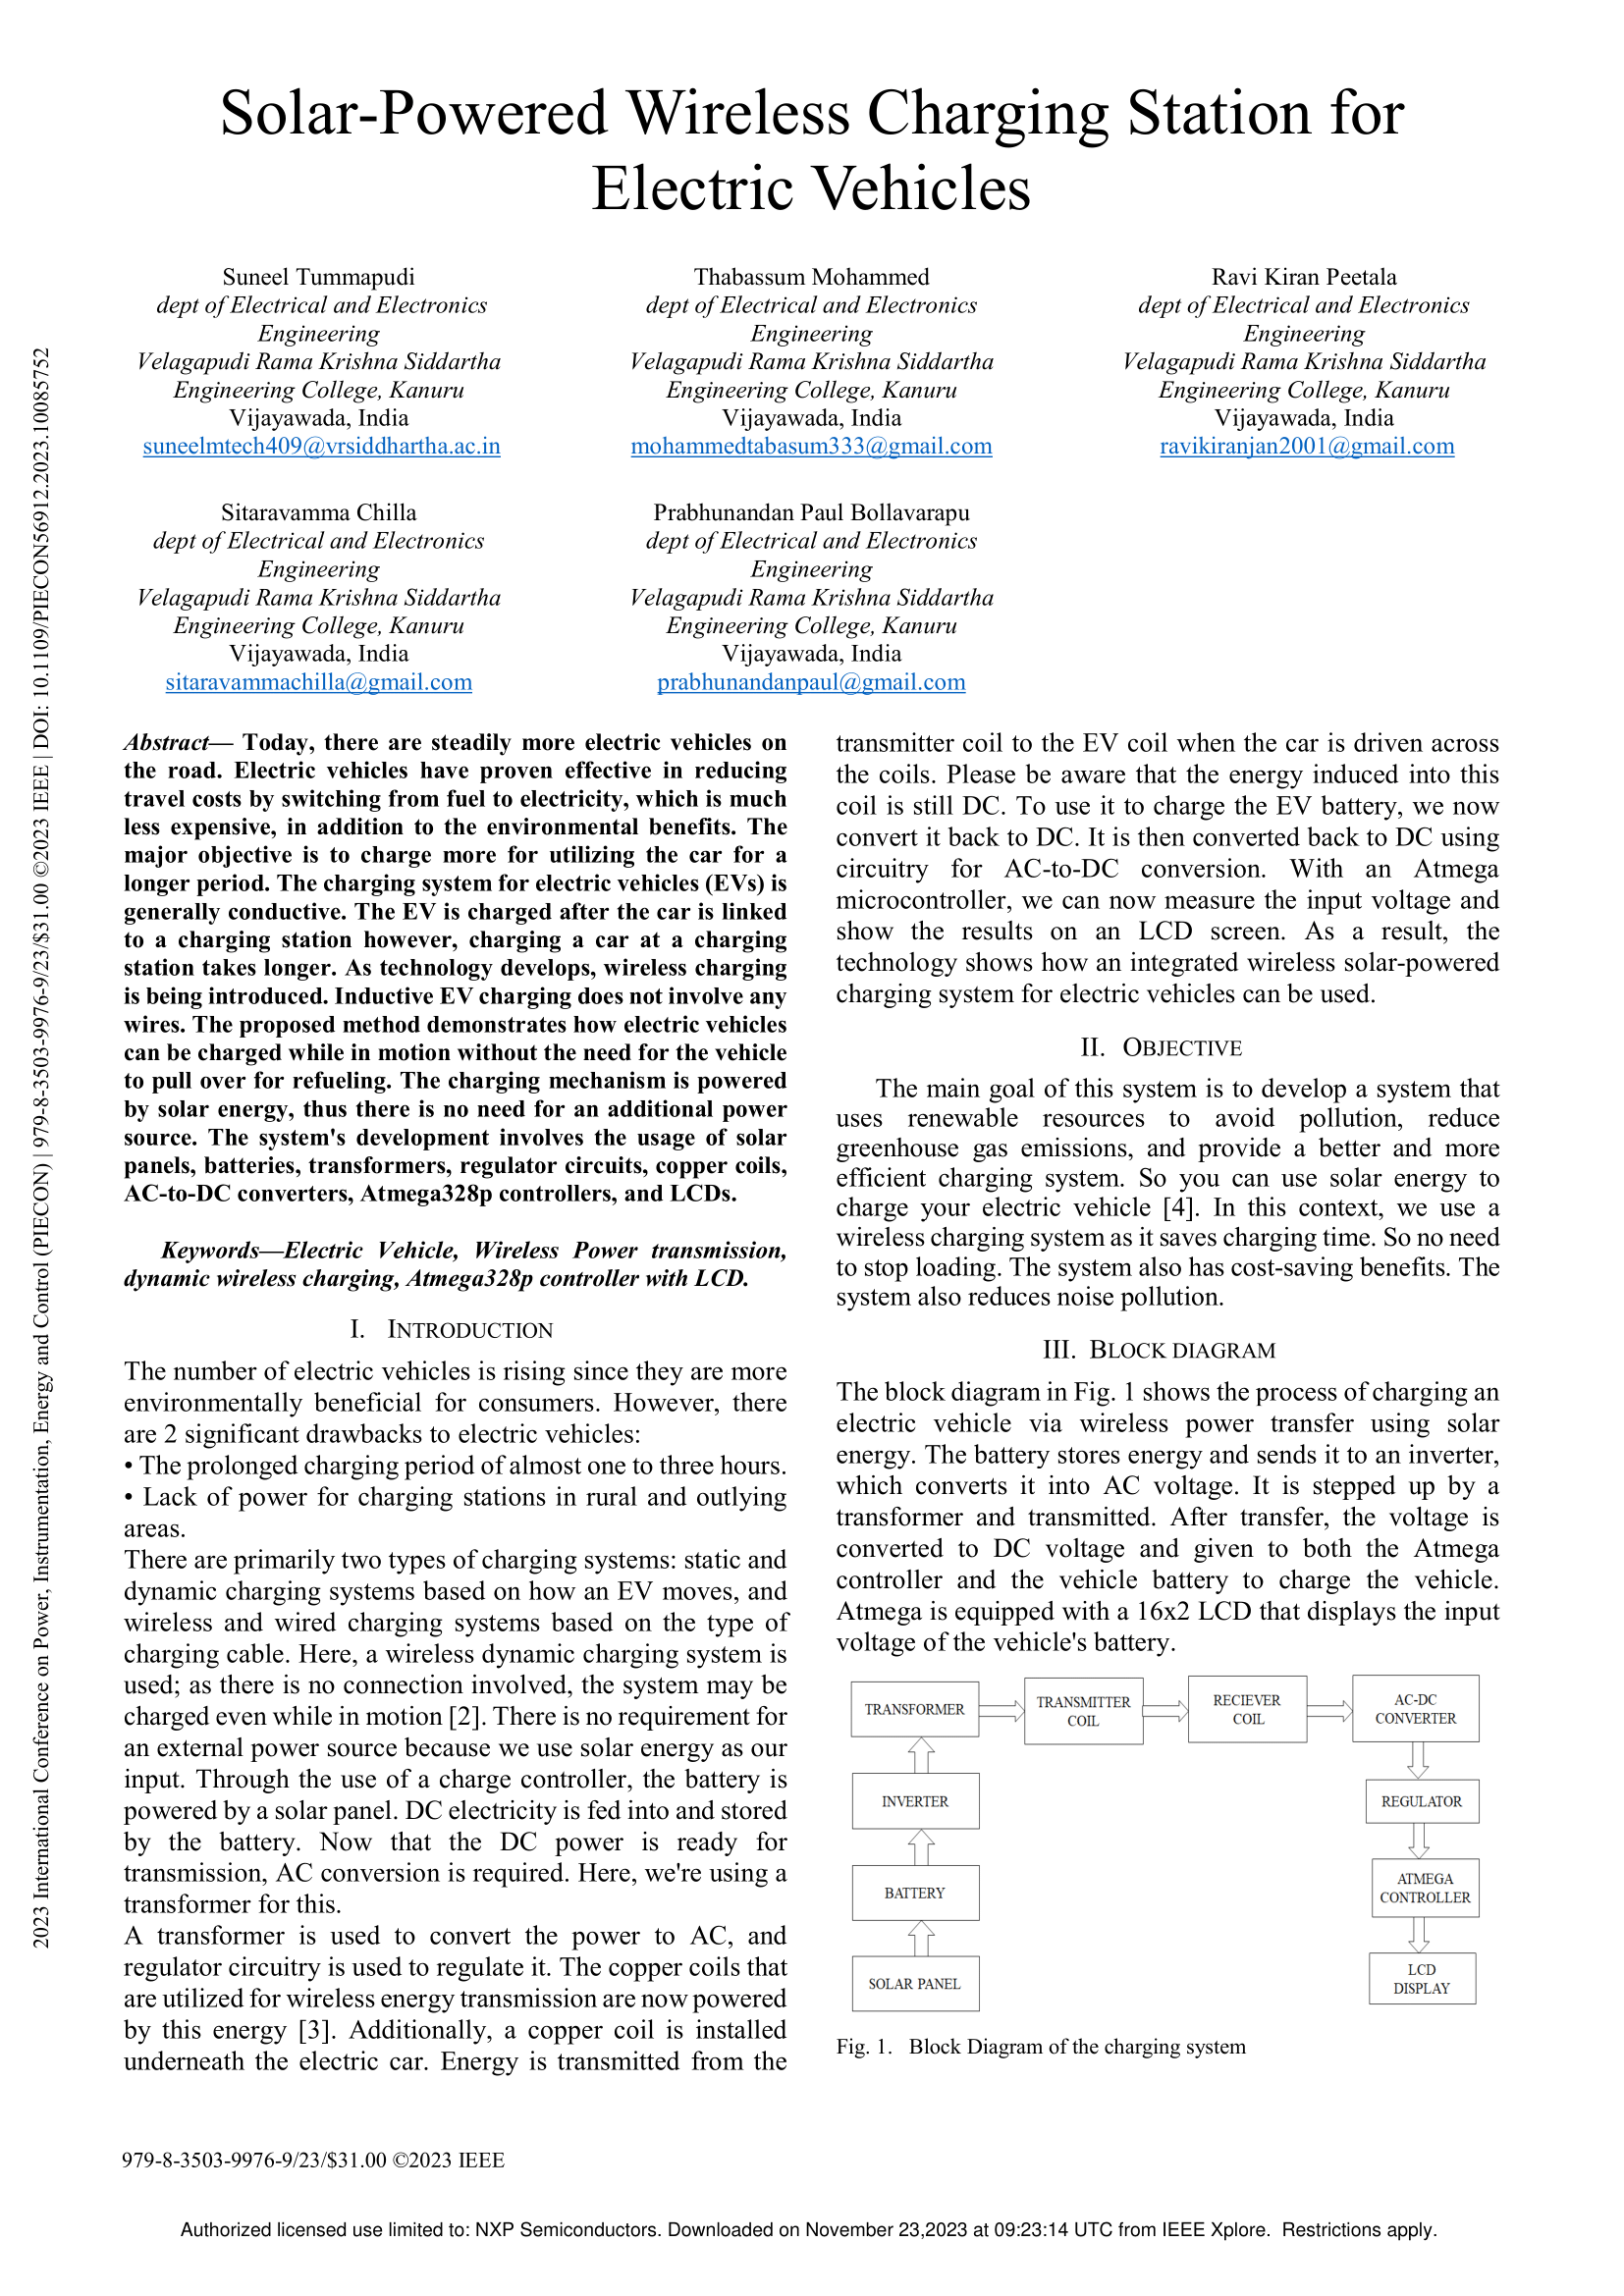 Solar-Powered Wireless Charging Station for
Electric Vehicles
Suneel Tummapudi
dept of Electrical and Electronics
Engineering
Velagapudi Rama Krishna Siddartha
Engineering College, Kanuru
Vijayawada, India
suneelmtech409@vrsiddhartha.ac.in
Thabassum Mohammed
dept of Electrical and Electronics
Engineering
Velagapudi Rama Krishna Siddartha
Engineering College, Kanuru
Vijayawada, India
mohammedtabasum333@gmail.com
Ravi Kiran Peetala
dept of Electrical and Electronics
Engineering
Velagapudi Rama Krishna Siddartha
Engineering College, Kanuru
Vijayawada, India
ravikiranjan2001@gmail.com
Sitaravamma Chilla
dept of Electrical and Electronics
Engineering
Velagapudi Rama Krishna Siddartha
Engineering College, Kanuru
Vijayawada, India
sitaravammachilla@gmail.com
Prabhunandan Paul Bollavarapu
dept of Electrical and Electronics
Engineering
Velagapudi Rama Krishna Siddartha
Engineering College, Kanuru
Vijayawada, India
prabhunandanpaul@gmail.com
2023 International Conference on Power, Instrumentation, Energy and Control (PIECON) | 979-8-3503-9976-9/23/$31.00 ©2023 IEEE | DOI: 10.1109/PIECON56912.2023.10085752
Abstract— Today, there are steadily more electric vehicles on
the road. Electric vehicles have proven effective in reducing
travel costs by switching from fuel to electricity, which is much
less expensive, in addition to the environmental benefits. The
major objective is to charge more for utilizing the car for a
longer period. The charging system for electric vehicles (EVs) is
generally conductive. The EV is charged after the car is linked
to a charging station however, charging a car at a charging
station takes longer. As technology develops, wireless charging
is being introduced. Inductive EV charging does not involve any
wires. The proposed method demonstrates how electric vehicles
can be charged while in motion without the need for the vehicle
to pull over for refueling. The charging mechanism is powered
by solar energy, thus there is no need for an additional power
source. The system's development involves the usage of solar
panels, batteries, transformers, regulator circuits, copper coils,
AC-to-DC converters, Atmega328p controllers, and LCDs.
Keywords—Electric Vehicle, Wireless Power transmission,
dynamic wireless charging, Atmega328p controller with LCD.
I. INTRODUCTION
The number of electric vehicles is rising since they are more
environmentally beneficial for consumers. However, there
are 2 significant drawbacks to electric vehicles:
• The prolonged charging period of almost one to three hours.
• Lack of power for charging stations in rural and outlying
areas.
There are primarily two types of charging systems: static and
dynamic charging systems based on how an EV moves, and
wireless and wired charging systems based on the type of
charging cable. Here, a wireless dynamic charging system is
used; as there is no connection involved, the system may be
charged even while in motion [2]. There is no requirement for
an external power source because we use solar energy as our
input. Through the use of a charge controller, the battery is
powered by a solar panel. DC electricity is fed into and stored
by the battery. Now that the DC power is ready for
transmission, AC conversion is required. Here, we're using a
transformer for this.
A transformer is used to convert the power to AC, and
regulator circuitry is used to regulate it. The copper coils that
are utilized for wireless energy transmission are now powered
by this energy [3]. Additionally, a copper coil is installed
underneath the electric car. Energy is transmitted from the
transmitter coil to the EV coil when the car is driven across
the coils. Please be aware that the energy induced into this
coil is still DC. To use it to charge the EV battery, we now
convert it back to DC. It is then converted back to DC using
circuitry for AC-to-DC conversion. With an Atmega
microcontroller, we can now measure the input voltage and
show the results on an LCD screen. As a result, the
technology shows how an integrated wireless solar-powered
charging system for electric vehicles can be used.
II. OBJECTIVE
The main goal of this system is to develop a system that
uses renewable resources to avoid pollution, reduce
greenhouse gas emissions, and provide a better and more
efficient charging system. So you can use solar energy to
charge your electric vehicle [4]. In this context, we use a
wireless charging system as it saves charging time. So no need
to stop loading. The system also has cost-saving benefits. The
system also reduces noise pollution.
III. BLOCK DIAGRAM
The block diagram in Fig. 1 shows the process of charging an
electric vehicle via wireless power transfer using solar
energy. The battery stores energy and sends it to an inverter,
which converts it into AC voltage. It is stepped up by a
transformer and transmitted. After transfer, the voltage is
converted to DC voltage and given to both the Atmega
controller and the vehicle battery to charge the vehicle.
Atmega is equipped with a 16x2 LCD that displays the input
voltage of the vehicle's battery.
TRANSFORMER
TRANSMITTER
COIL
RECIEVER
COIL
AC-DC
CONVERTER
INVERTER
REGULATOR
BATTERY
ATMEGA
CONTROLLER
SOLAR PANEL
LCD
DISPLAY
Fig. 1. Block Diagram of the charging system
979-8-3503-9976-9/23/$31.00 ©2023 IEEE
Authorized licensed use limited to: NXP Semiconductors. Downloaded on November 23,2023 at 09:23:14 UTC from IEEE Xplore. Restrictions apply.